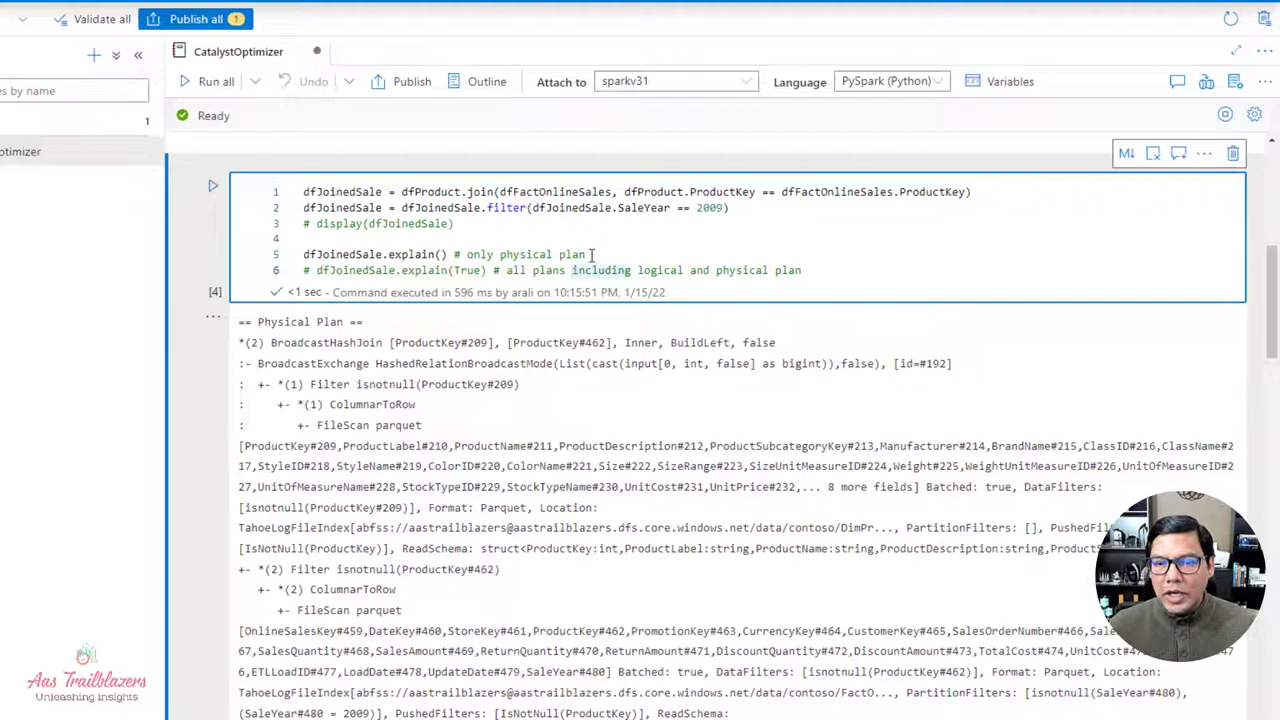 Validate all
Publish all
1
CatalystOptimizer
es by name
1
optimizer
Run all
Undo
Publish
Outline
Attach to
sparkv31
Language
PySpark (Python)
Variables
Ready
M↓
1 dfJoinedSale = dfProduct.join(dfFactOnlineSales, dfProduct.ProductKey == dfFactOnlineSales.ProductKey)
2 dfJoinedSale = dfJoinedSale.filter(dfJoinedSale.SaleYear == 2009)
3 # display(dfJoinedSale)
4
5 dfJoinedSale.explain() # only physical plan
6 # dfJoinedSale.explain(True) # all plans including logical and physical plan
[4]
<1 sec - Command executed in 596 ms by arali on 10:15:51 PM, 1/15/22
== Physical Plan ==
*(2) BroadcastHashJoin [ProductKey#209], [ProductKey#462], Inner, BuildLeft, false
:- BroadcastExchange HashedRelationBroadcastMode(List(cast(input[0, int, false] as bigint)),false), [id=#192]
: +- *(1) Filter isnotnull(ProductKey#209)
: +- *(1) ColumnarToRow
: +- FileScan parquet
[ProductKey#209,ProductLabel#210,ProductName#211,ProductDescription#212,ProductSubcategoryKey#213,Manufacturer#214,BrandName#215,ClassID#216,ClassName#2
17,StyleID#218,StyleName#219,ColorID#220,ColorName#221,Size#222,SizeRange#223,SizeUnitMeasureID#224,Weight#225,WeightUnitMeasureID#226,UnitOfMeasureID#2
27,UnitOfMeasureName#228,StockTypeID#229,StockTypeName#230,UnitCost#231,UnitPrice#232,... 8 more fields] Batched: true, DataFilters:
[isnotnull(ProductKey#209)], Format: Parquet, Location:
TahoeLogFileIndex[abfss://aastrailblazers@aastrailblazers.dfs.core.windows.net/data/contoso/DimPr..., PartitionFilters: [], PushedFi
[IsNotNull(ProductKey)], ReadSchema: struct<ProductKey:int,ProductLabel:string,ProductName:string,ProductDescription:string,Products
+- *(2) Filter isnotnull(ProductKey#462)
+- *(2) ColumnarToRow
+- FileScan parquet
[OnlineSalesKey#459,DateKey#460,StoreKey#461,ProductKey#462,PromotionKey#463,CurrencyKey#464,CustomerKey#465,SalesOrderNumber#466,Sale
67,SalesQuantity#468,SalesAmount#469,ReturnQuantity#470,ReturnAmount#471,DiscountQuantity#472,DiscountAmount#473,TotalCost#474,UnitCost#
6,ETLLoadID#477,LoadDate#478,UpdateDate#479,SaleYear#480] Batched: true, DataFilters: [isnotnull(ProductKey#462)], Format: Parquet, Location:
TahoeLogFileIndex[abfss://aastrailblazers@aastrailblazers.dfs.core.windows.net/data/contoso/FactO..., PartitionFilters: [isnotnull(SaleYear#480),
(SaleYear#480 = 2009)], PushedFilters: [IsNotNull(ProductKey)], ReadSchema:
Aas Trailblazers
Unleashing insights